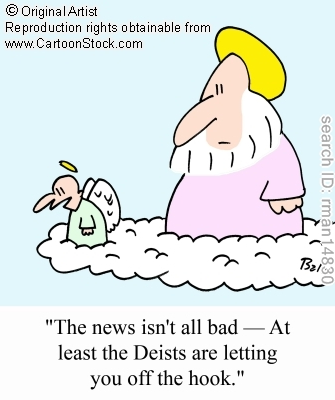 © Original Artist
Reproduction rights obtainable from
www.CartoonStock.com
search ID: rman14830
"The news isn't all bad — At
least the Deists are letting
you off the hook."